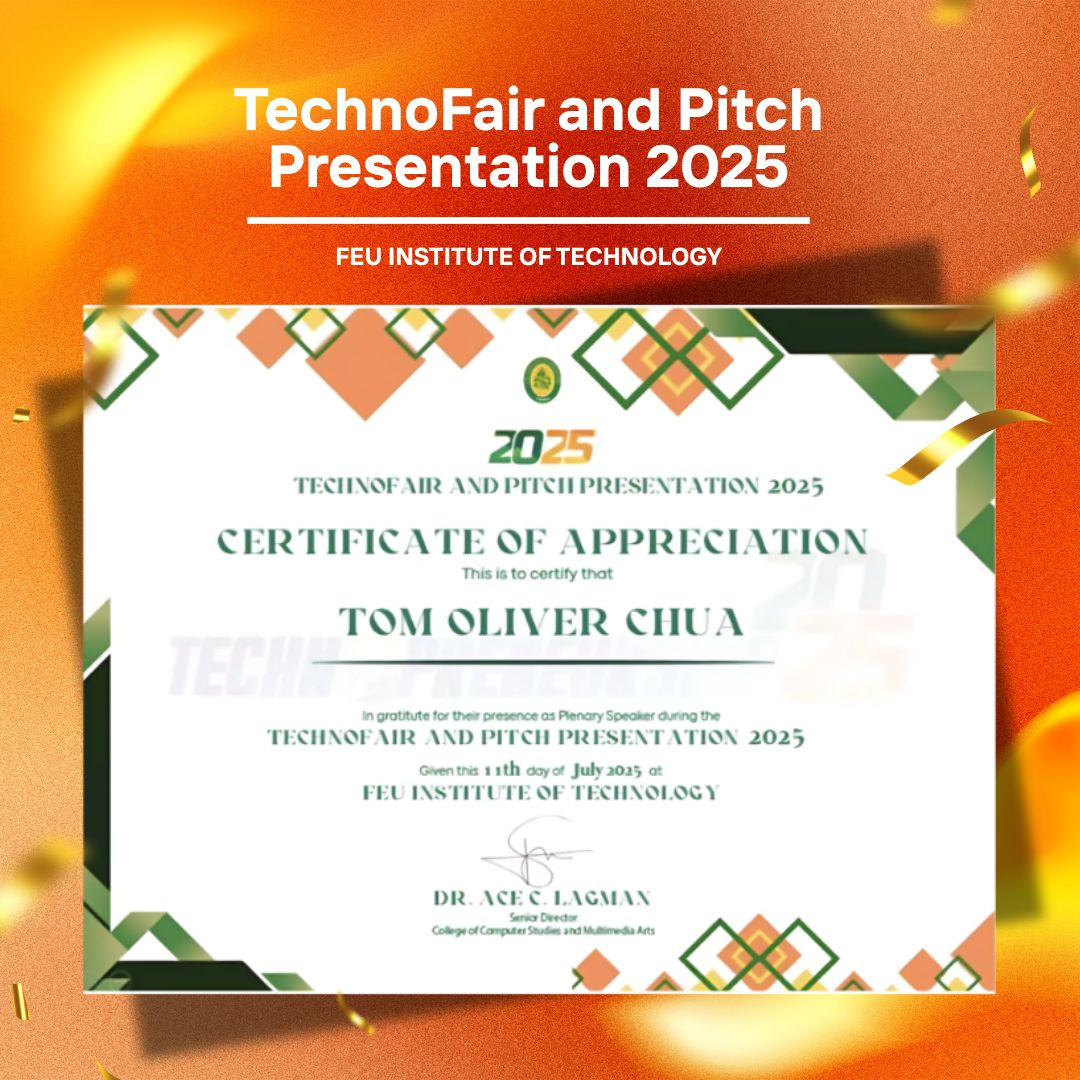 TechnoFair and Pitch
Presentation 2025
FEU INSTITUTE OF TECHNOLOGY
2025
TECHNOFAIR AND PITCH PRESENTATION 2025
CERTIFICATE OF APPRECIATION
This is to certify that
TOM OLIVER CHUA
In gratitute for their presence as Plenary Speaker during the
TECHNOFAIR AND PITCH PRESENTATION 2025
Given this 11th day of July 2025 at
FEU INSTITUTE OF TECHNOLOGY
DR. ACE C. LAGMAN
Senior Director
College of Computer Studies and Multimedia Arts